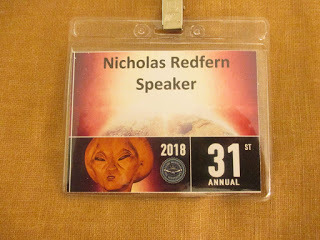 Nicholas Redfern
Speaker
2018
31ST
ANNUAL